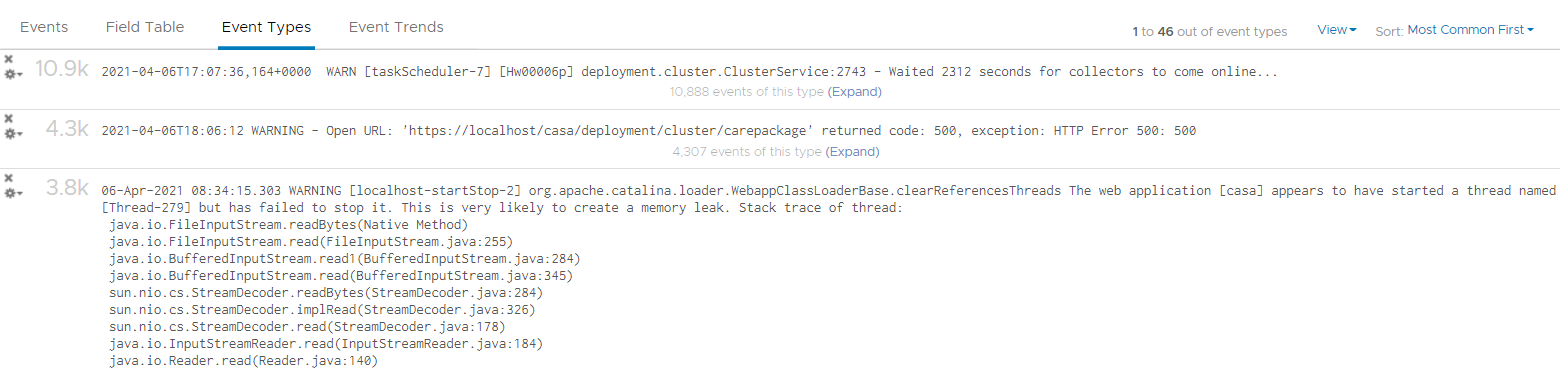 Events Field Table Event Types Event Trends 1 to 46 out of event types View Sort: Most Common First
10.9k 2021-04-06T17:07:36,164+0000  WARN [taskScheduler-7] [Hw00006p] deployment.cluster.ClusterService:2743 - Waited 2312 seconds for collectors to come online...
10,888 events of this type (Expand)
4.3k 2021-04-06T18:06:12 WARNING - Open URL: 'https://localhost/casa/deployment/cluster/carepackage' returned code: 500, exception: HTTP Error 500: 500
4,307 events of this type (Expand)
3.8k 06-Apr-2021 08:34:15.303 WARNING [localhost-startStop-2] org.apache.catalina.loader.WebappClassLoaderBase.clearReferencesThreads The web application [casa] appears to have started a thread named
[Thread-279] but has failed to stop it. This is very likely to create a memory leak. Stack trace of thread:
java.io.FileInputStream.readBytes(Native Method)
java.io.FileInputStream.read(FileInputStream.java:255)
java.io.BufferedInputStream.read1(BufferedInputStream.java:284)
java.io.BufferedInputStream.read(BufferedInputStream.java:345)
sun.nio.cs.StreamDecoder.readBytes(StreamDecoder.java:284)
sun.nio.cs.StreamDecoder.implRead(StreamDecoder.java:326)
sun.nio.cs.StreamDecoder.read(StreamDecoder.java:178)
java.io.InputStreamReader.read(InputStreamReader.java:184)
java.io.Reader.read(Reader.java:140)